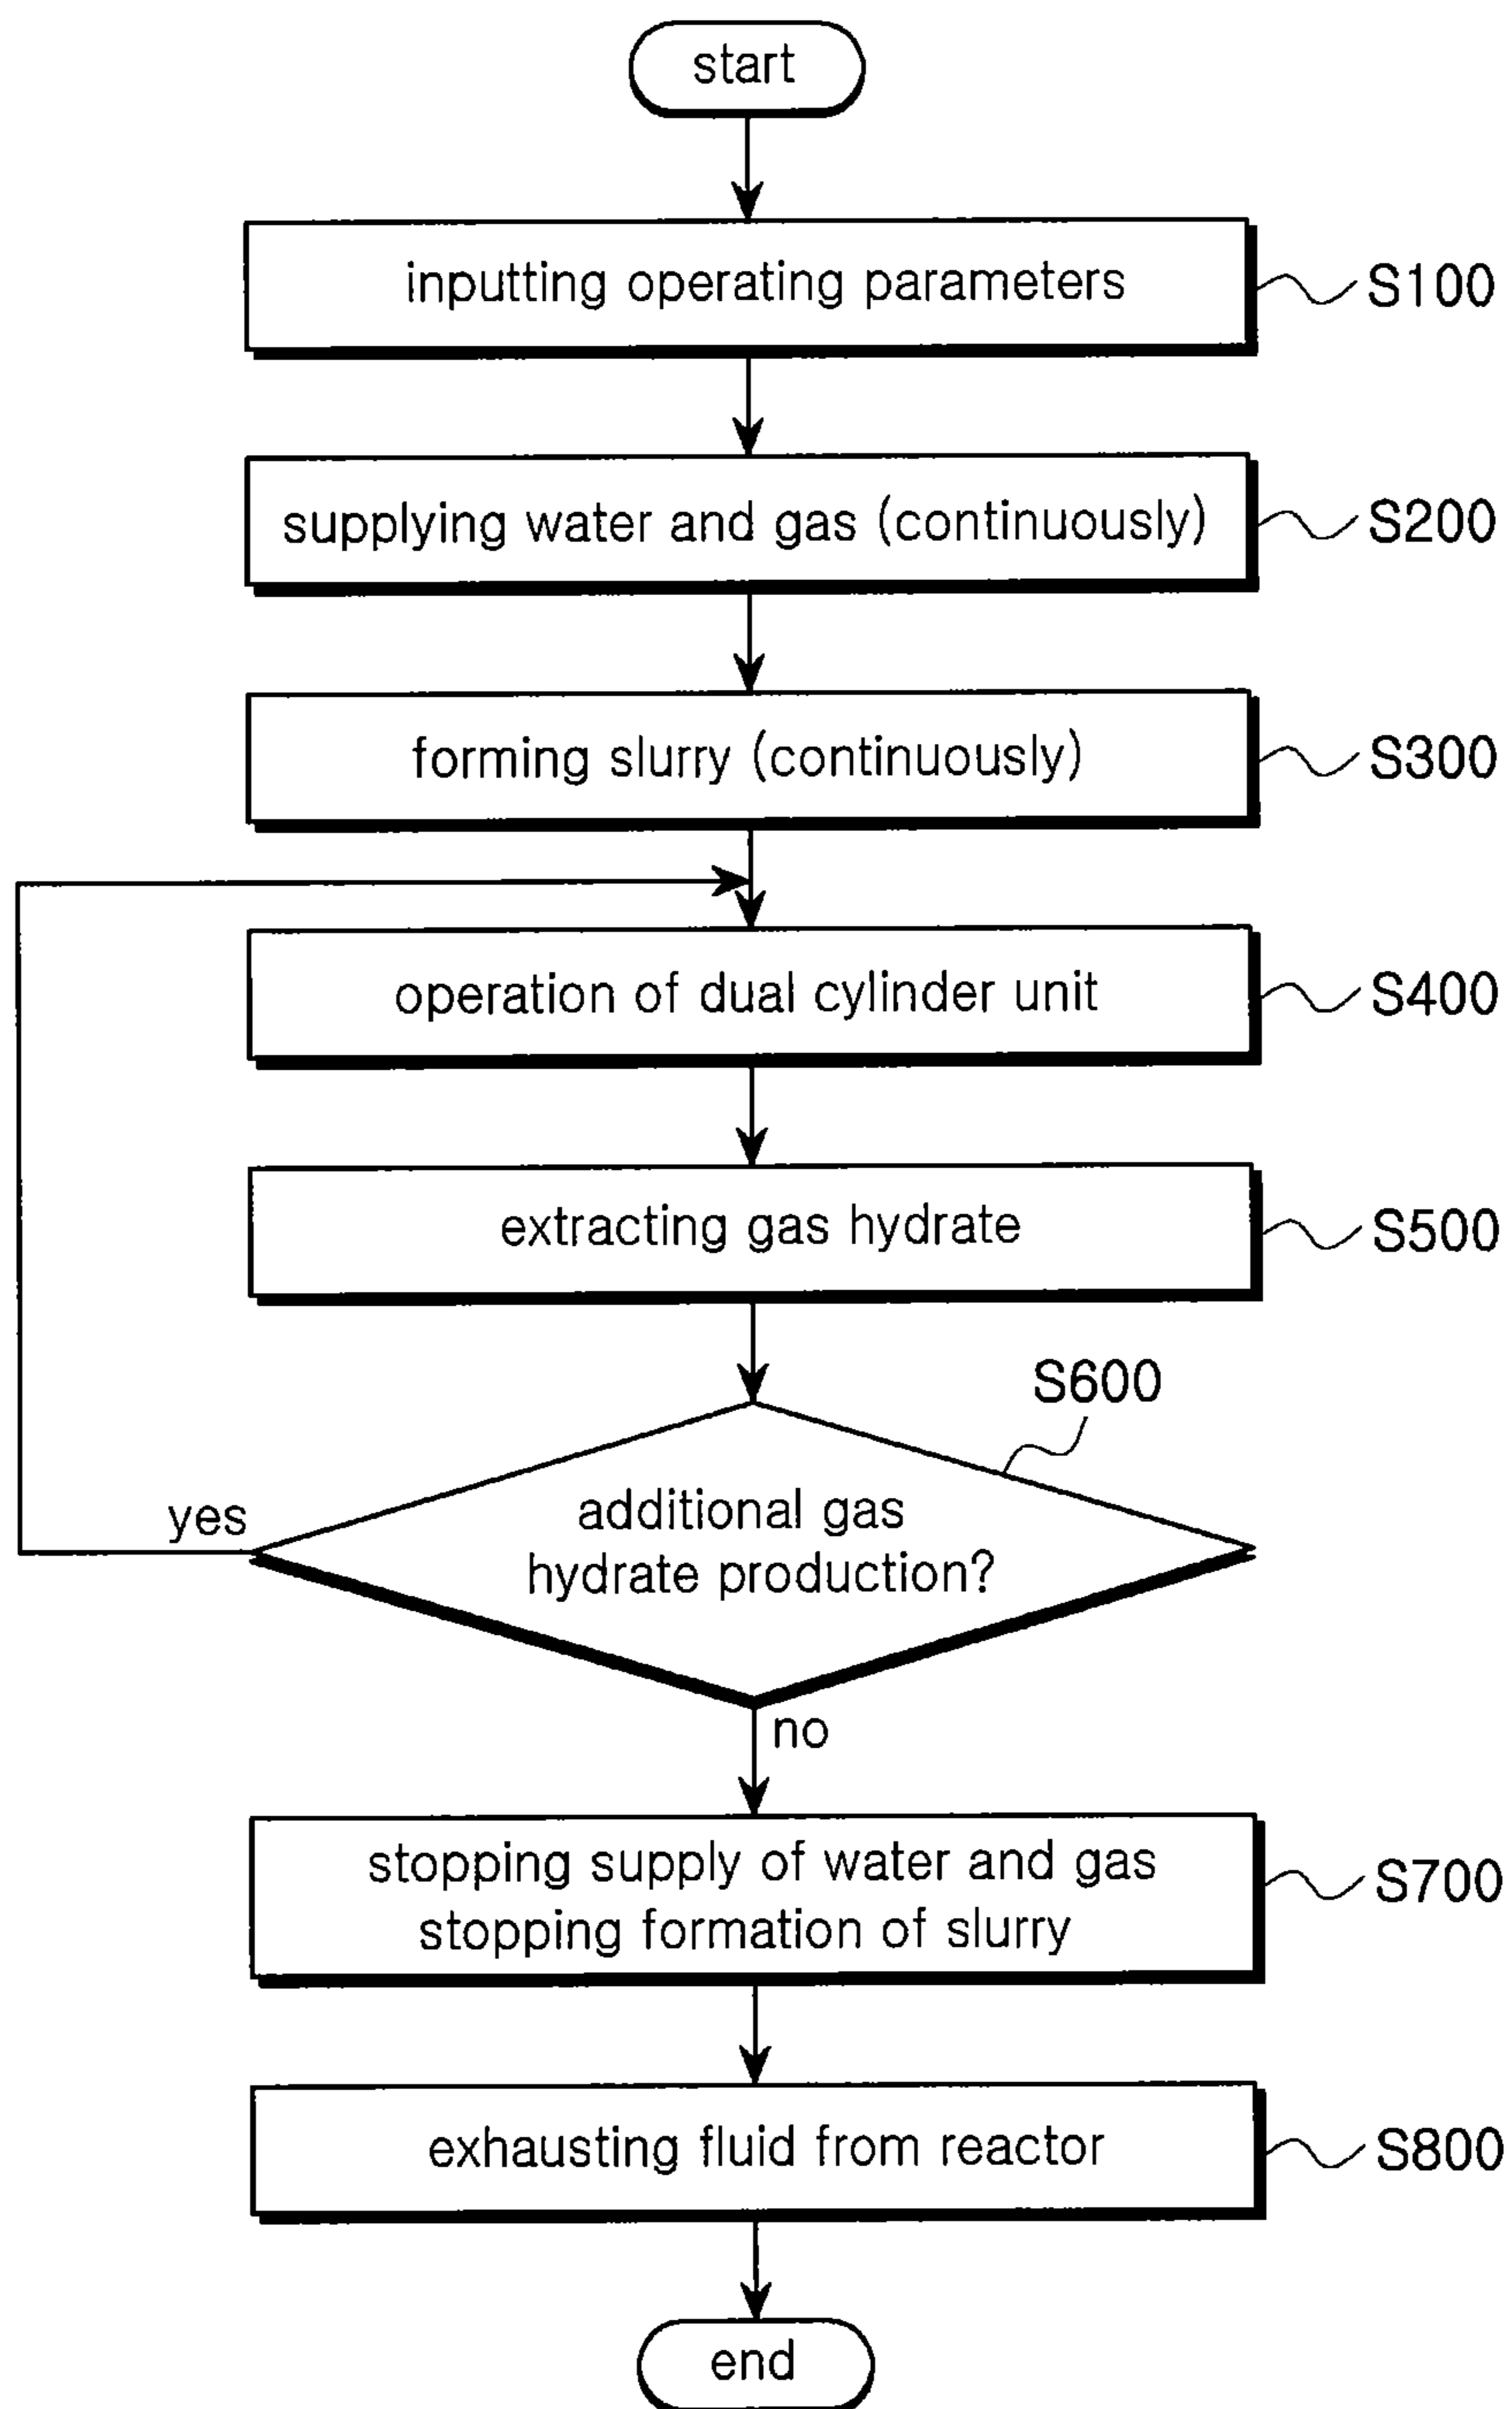 start
inputting operating parameters
S100
supplying water and gas (continuously)
S200
forming slurry (continuously)
S300
operation of dual cylinder unit
S400
extracting gas hydrate
S500
S600
additional gas
hydrate production?
yes
no
stopping supply of water and gas
stopping formation of slurry
S700
exhausting fluid from reactor
S800
end